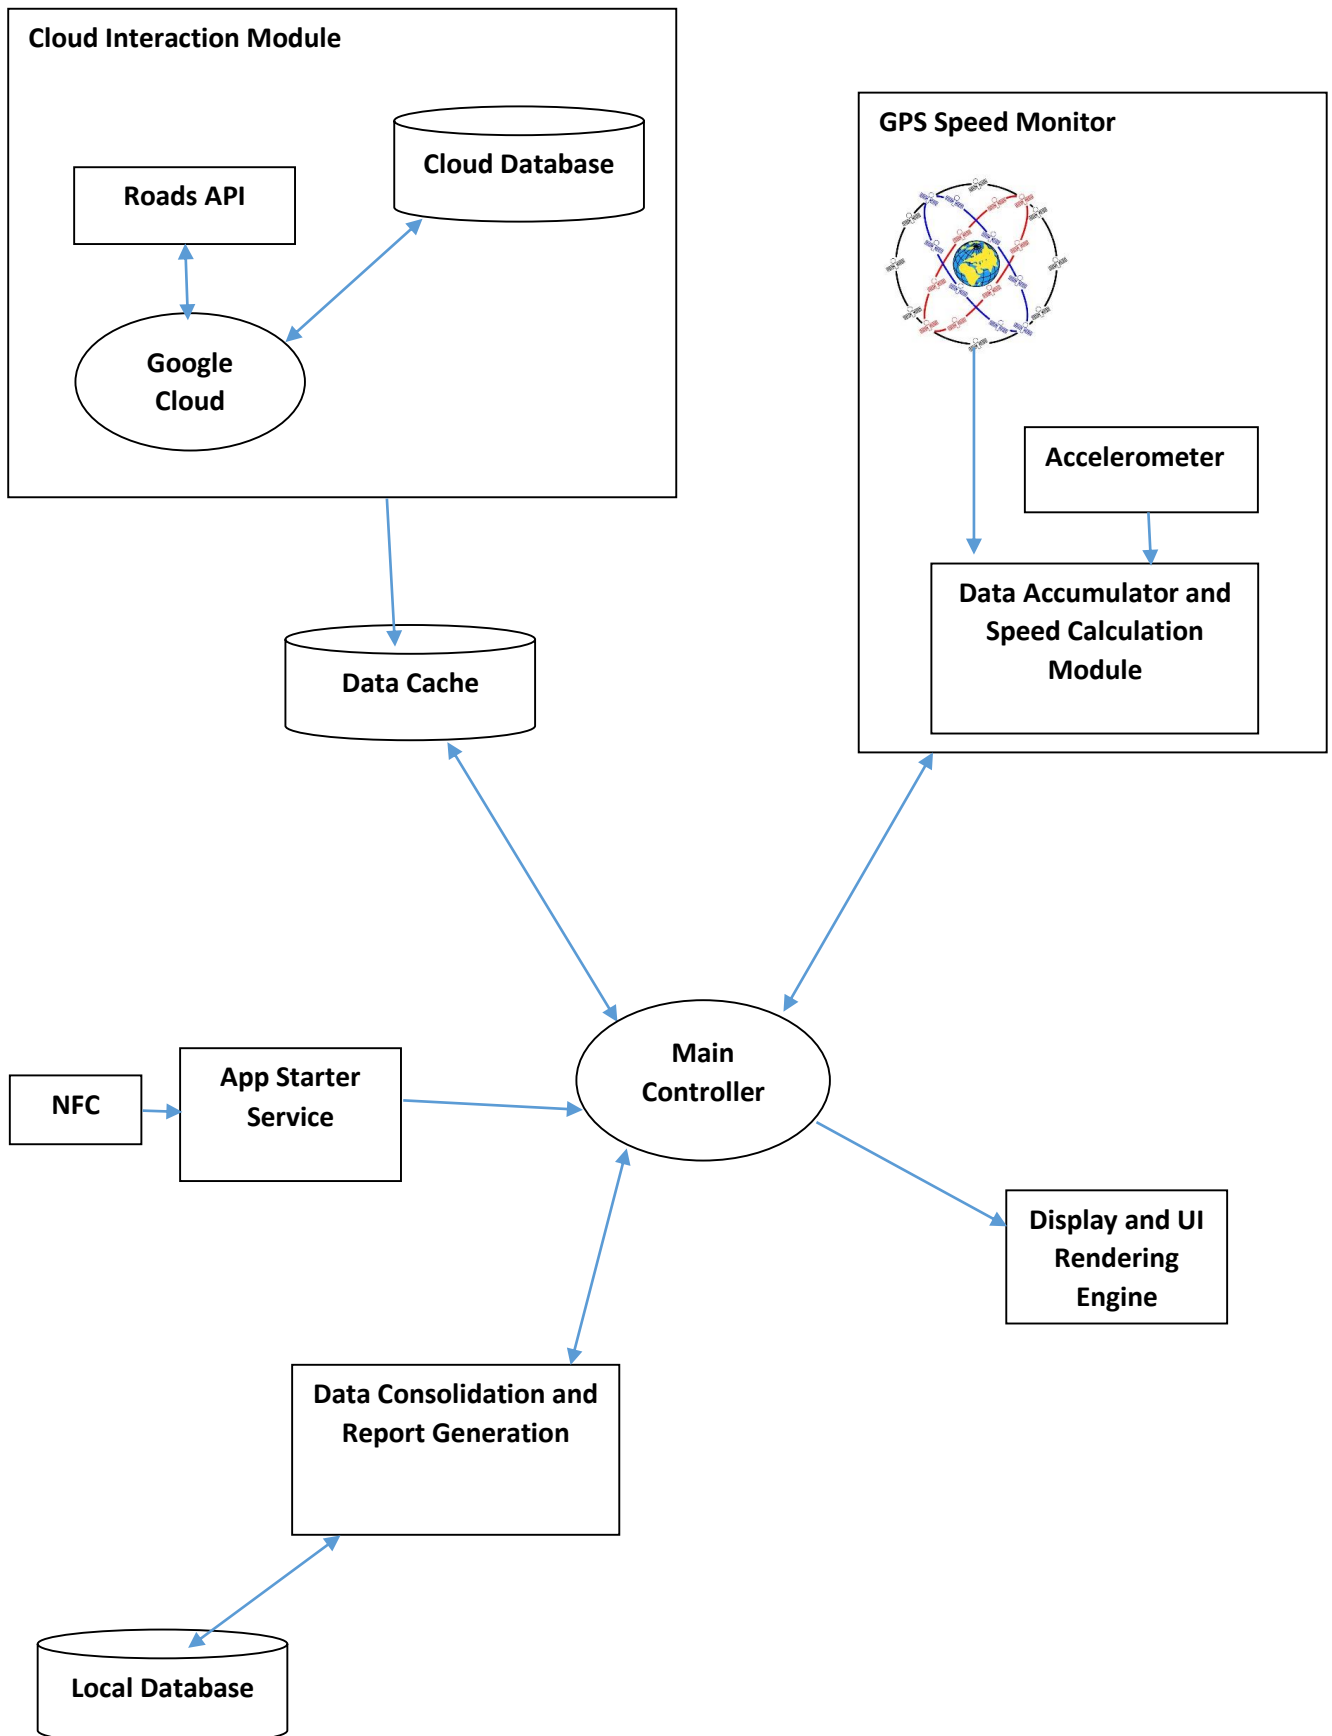 Cloud Interaction Module
Cloud Database
Roads API
Google
Cloud
GPS Speed Monitor
Accelerometer
Data Accumulator and
Speed Calculation
Module
Data Cache
Main
Controller
NFC
App Starter
Service
Display and UI
Rendering
Engine
Data Consolidation and
Report Generation
Local Database